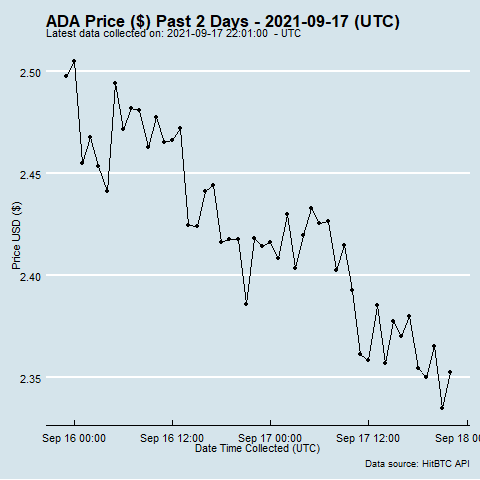 ADA Price ($) Past 2 Days - 2021-09-17 (UTC)
Latest data collected on: 2021-09-17 22:01:00 - UTC
2.50
2.45
2.40
2.35
Price USD ($)
Sep 16 00:00 Sep 16 12:00 Sep 17 00:00 Sep 17 12:00 Sep 18 00
Date Time Collected (UTC)
Data source: HitBTC API